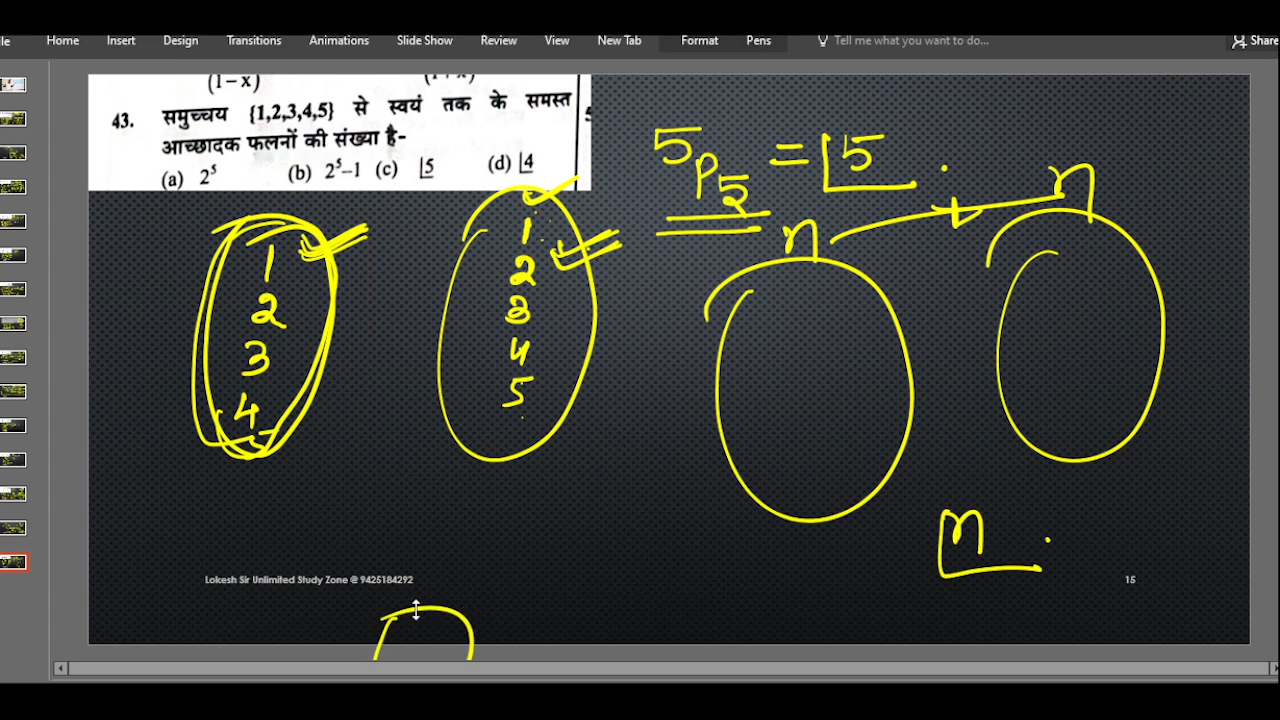 Home Insert Design Transitions Animations Slide Show Review View New Tab Format Pens Tell me what you want to do... Share
(1−x)
43. समुच्चय {1,2,3,4,5} से स्वयं तक के समस्त
आच्छादक फलनों की संख्या है-
(a) 2⁵ (b) 2⁵−1 (c) ⌊5 (d) ⌊4
5P5 = ⌊5
n n
1
2
3
4
5
1
2
3
4
5
⌊n
Lokesh Sir Unlimited Study Zone @ 9425184292
15